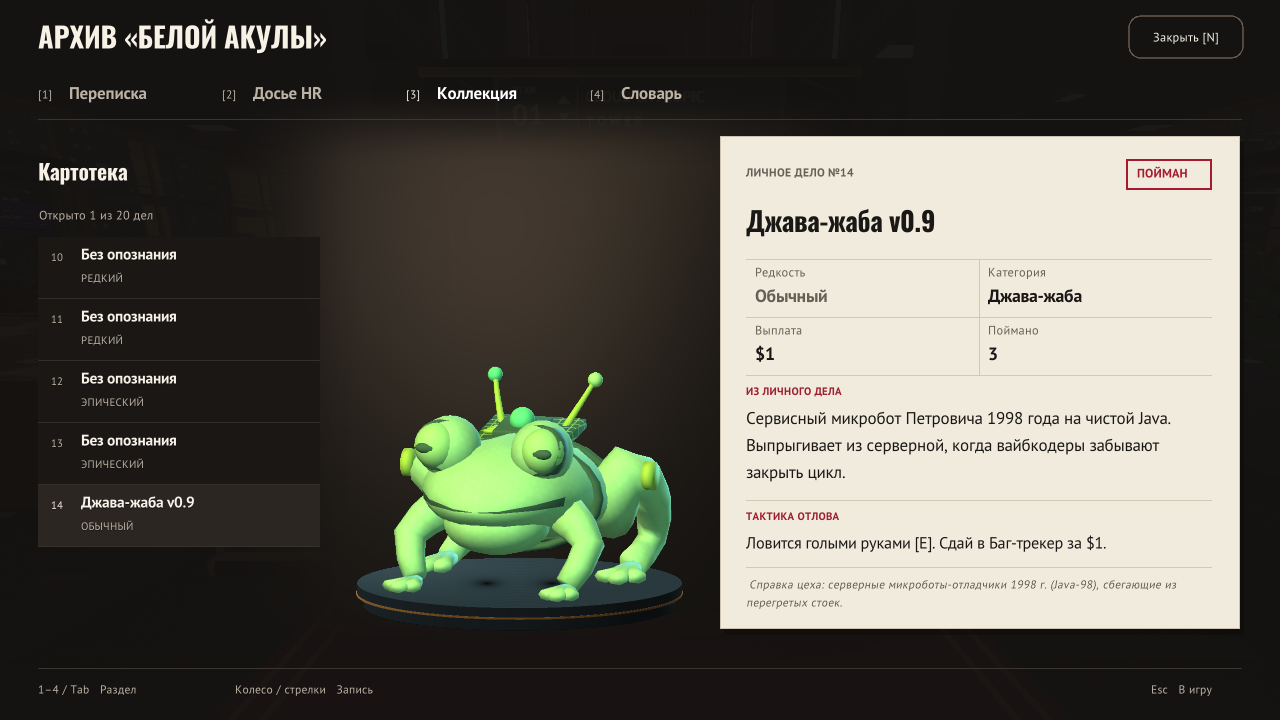 АРХИВ «БЕЛОЙ АКУЛЫ»
Закрыть [N]
[1] Переписка
[2] Досье HR
[3] Коллекция
[4] Словарь
Картотека
Открыто 1 из 20 дел
10 Без опознания
РЕДКИЙ
11 Без опознания
РЕДКИЙ
12 Без опознания
ЭПИЧЕСКИЙ
13 Без опознания
ЭПИЧЕСКИЙ
14 Джава-жаба v0.9
ОБЫЧНЫЙ
ЛИЧНОЕ ДЕЛО №14
ПОЙМАН
Джава-жаба v0.9
Редкость
Обычный
Категория
Джава-жаба
Выплата
$1
Поймано
3
ИЗ ЛИЧНОГО ДЕЛА
Сервисный микробот Петровича 1998 года на чистой Java.
Выпрыгивает из серверной, когда вайбкодеры забывают
закрыть цикл.
ТАКТИКА ОТЛОВА
Ловится голыми руками [E]. Сдай в Баг-трекер за $1.
Справка цеха: серверные микроботы-отладчики 1998 г. (Java-98), сбегающие из
перегретых стоек.
1–4 / Tab Раздел
Колесо / стрелки Запись
Esc В игру